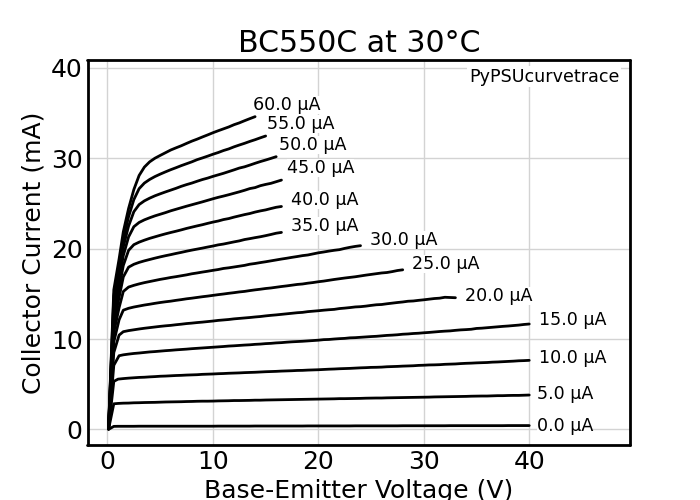 BC550C at 30°C
PyPSUcurvetrace
Collector Current (mA)
40
30
20
10
0
60.0 µA
55.0 µA
50.0 µA
45.0 µA
40.0 µA
35.0 µA
30.0 µA
25.0 µA
20.0 µA
15.0 µA
10.0 µA
5.0 µA
0.0 µA
0 10 20 30 40
Base-Emitter Voltage (V)